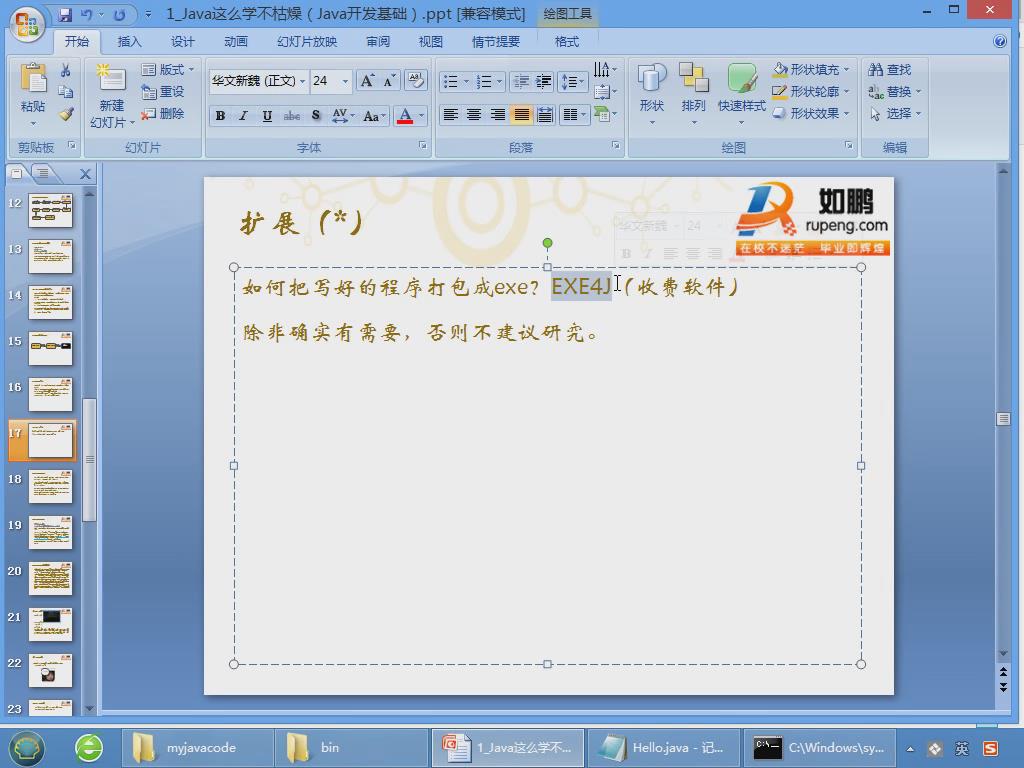 1_Java这么学不枯燥（Java开发基础）.ppt [兼容模式]
绘图工具
开始 插入 设计 动画 幻灯片放映 审阅 视图 情节提要 格式
粘贴
剪贴板
新建
幻灯片
版式
重设
删除
幻灯片
华文新魏 (正文) 24
B I U abc S AV Aa A
字体
段落
形状
排列
快速样式
形状填充
形状轮廓
形状效果
绘图
查找
替换
选择
编辑
12
13
14
15
16
17
18
19
20
21
22
23
扩展（*）
华文新魏 24
如鹏
rupeng.com
在校不迷茫 毕业即辉煌
如何把写好的程序打包成exe？EXE4J（收费软件）
除非确实有需要，否则不建议研究。
myjavacode
bin
1_Java这么学不...
Hello.java - 记...
C:\Windows\sy...
英